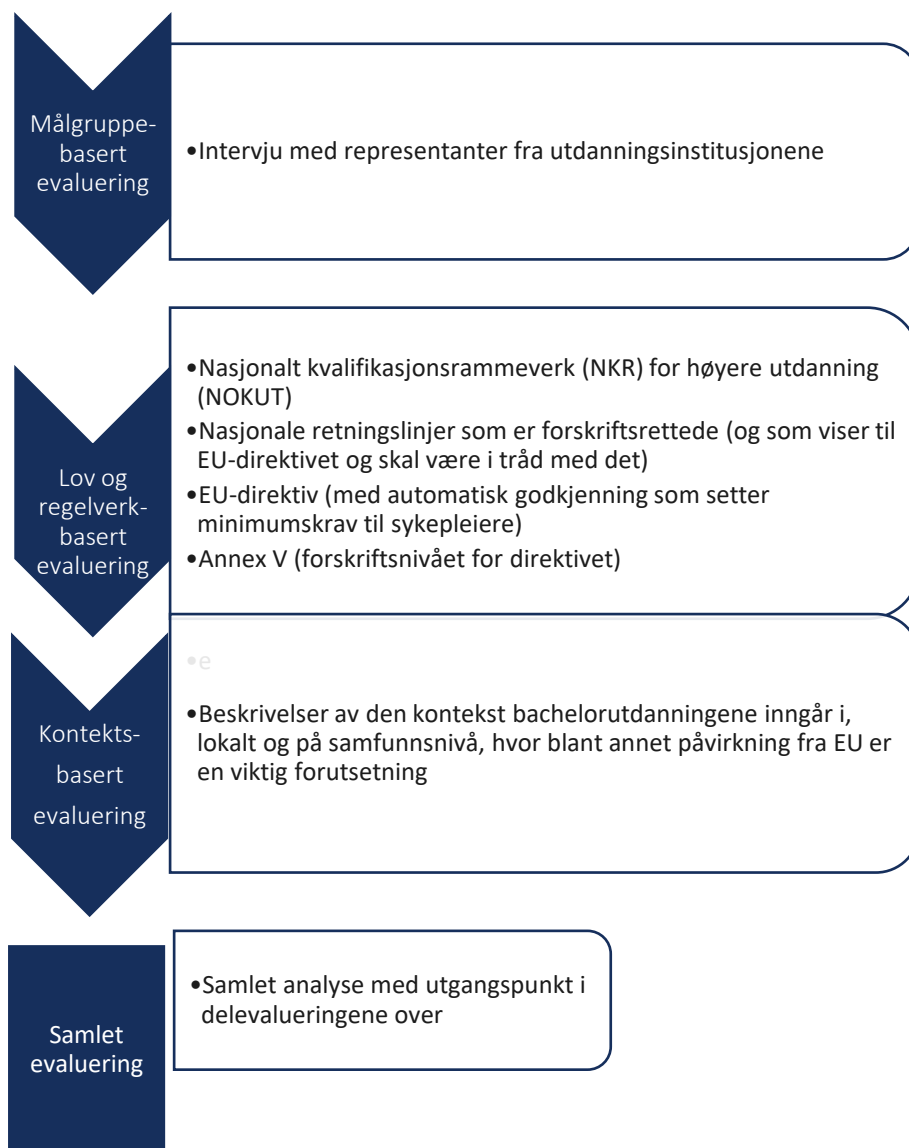 Målgruppe-
basert
evaluering
•Intervju med representanter fra utdanningsinstitusjonene
Lov og
regelverk-
basert
evaluering
•Nasjonalt kvalifikasjonsrammeverk (NKR) for høyere utdanning
(NOKUT)
•Nasjonale retningslinjer som er forskriftsrettede (og som viser til
EU-direktivet og skal være i tråd med det)
•EU-direktiv (med automatisk godkjenning som setter
minimumskrav til sykepleiere)
•Annex V (forskriftsnivået for direktivet)
Kontekts-
basert
evaluering
•e
•Beskrivelser av den kontekst bachelorutdanningene inngår i,
lokalt og på samfunnsnivå, hvor blant annet påvirkning fra EU er
en viktig forutsetning
Samlet
evaluering
•Samlet analyse med utgangspunkt i
delevalueringene over